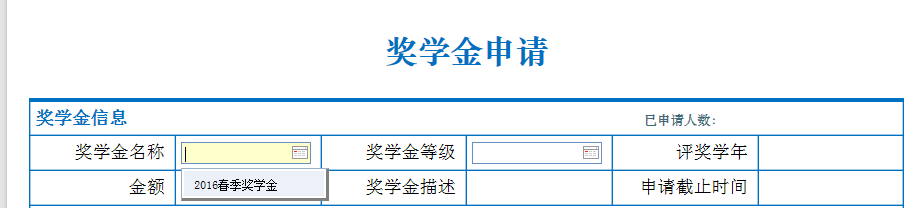 奖学金申请
奖学金信息 已申请人数：
奖学金名称 奖学金等级 评奖学年
金额 2016春季奖学金 奖学金描述 申请截止时间